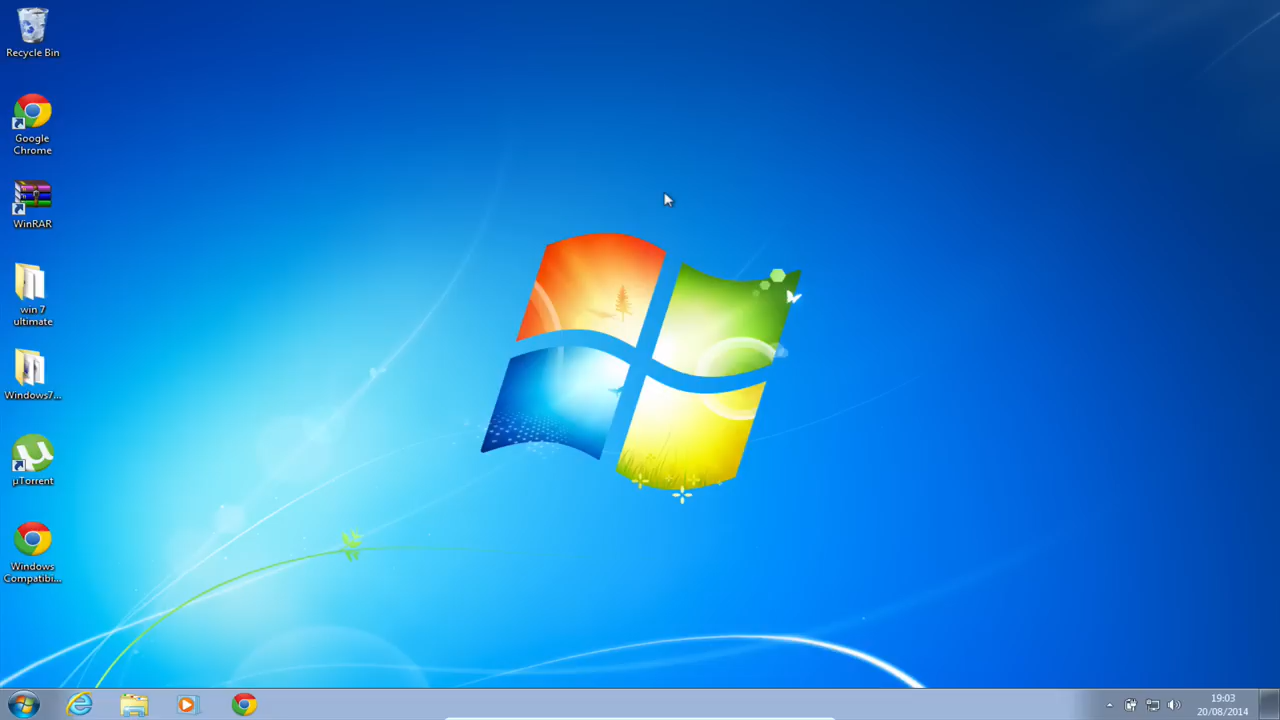 Recycle Bin
Google
Chrome
WinRAR
win 7
ultimate
Windows7...
µTorrent
Windows
Compatibi...
19:03
20/08/2014